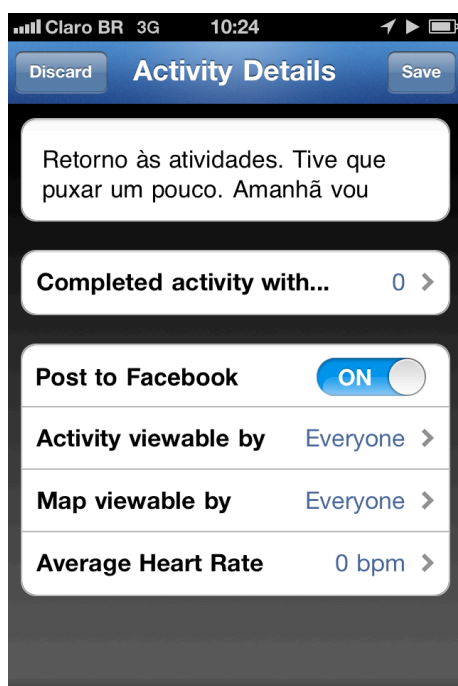 Claro BR 3G 10:24
Discard Activity Details Save
Retorno às atividades. Tive que
puxar um pouco. Amanhã vou
Completed activity with... 0
Post to Facebook ON
Activity viewable by Everyone
Map viewable by Everyone
Average Heart Rate 0 bpm